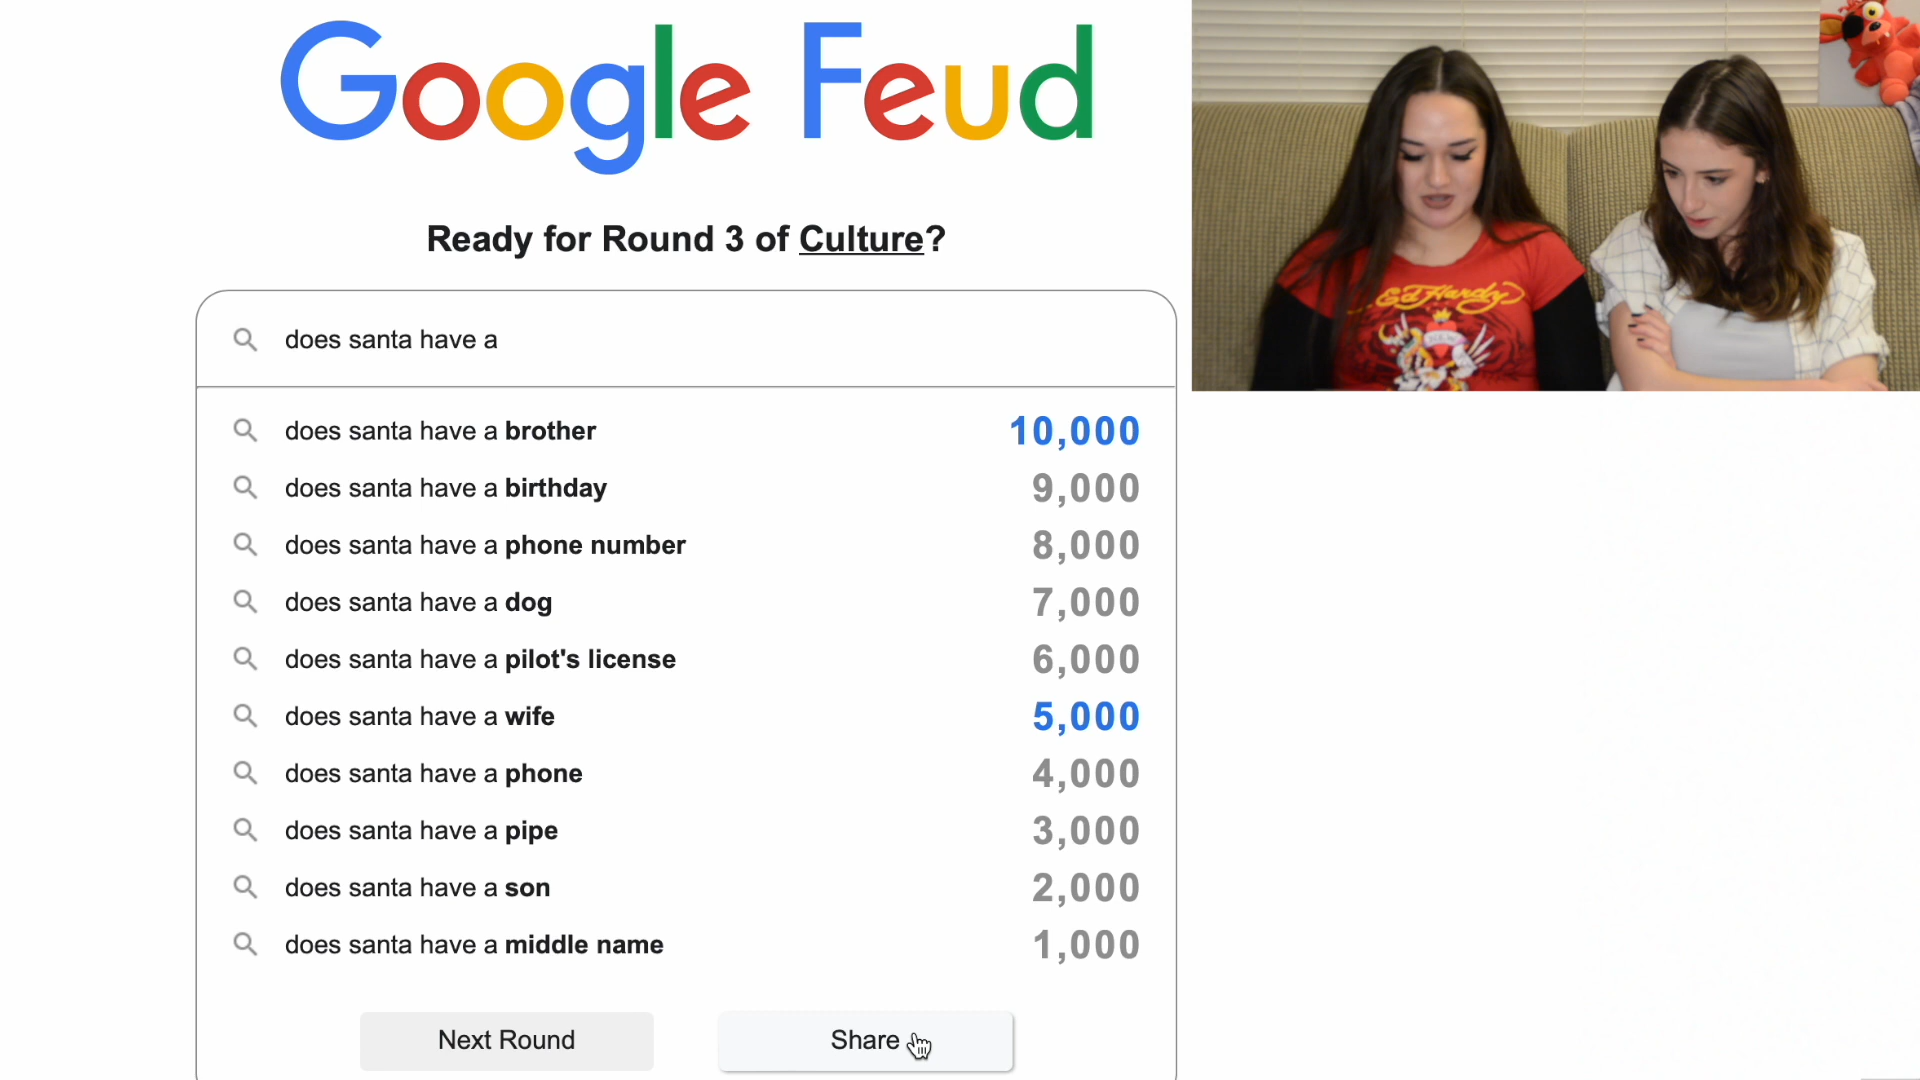 Google Feud
Ready for Round 3 of Culture?
does santa have a
does santa have a brother 10,000
does santa have a birthday 9,000
does santa have a phone number 8,000
does santa have a dog 7,000
does santa have a pilot's license 6,000
does santa have a wife 5,000
does santa have a phone 4,000
does santa have a pipe 3,000
does santa have a son 2,000
does santa have a middle name 1,000
Next Round Share
Ed Hardy